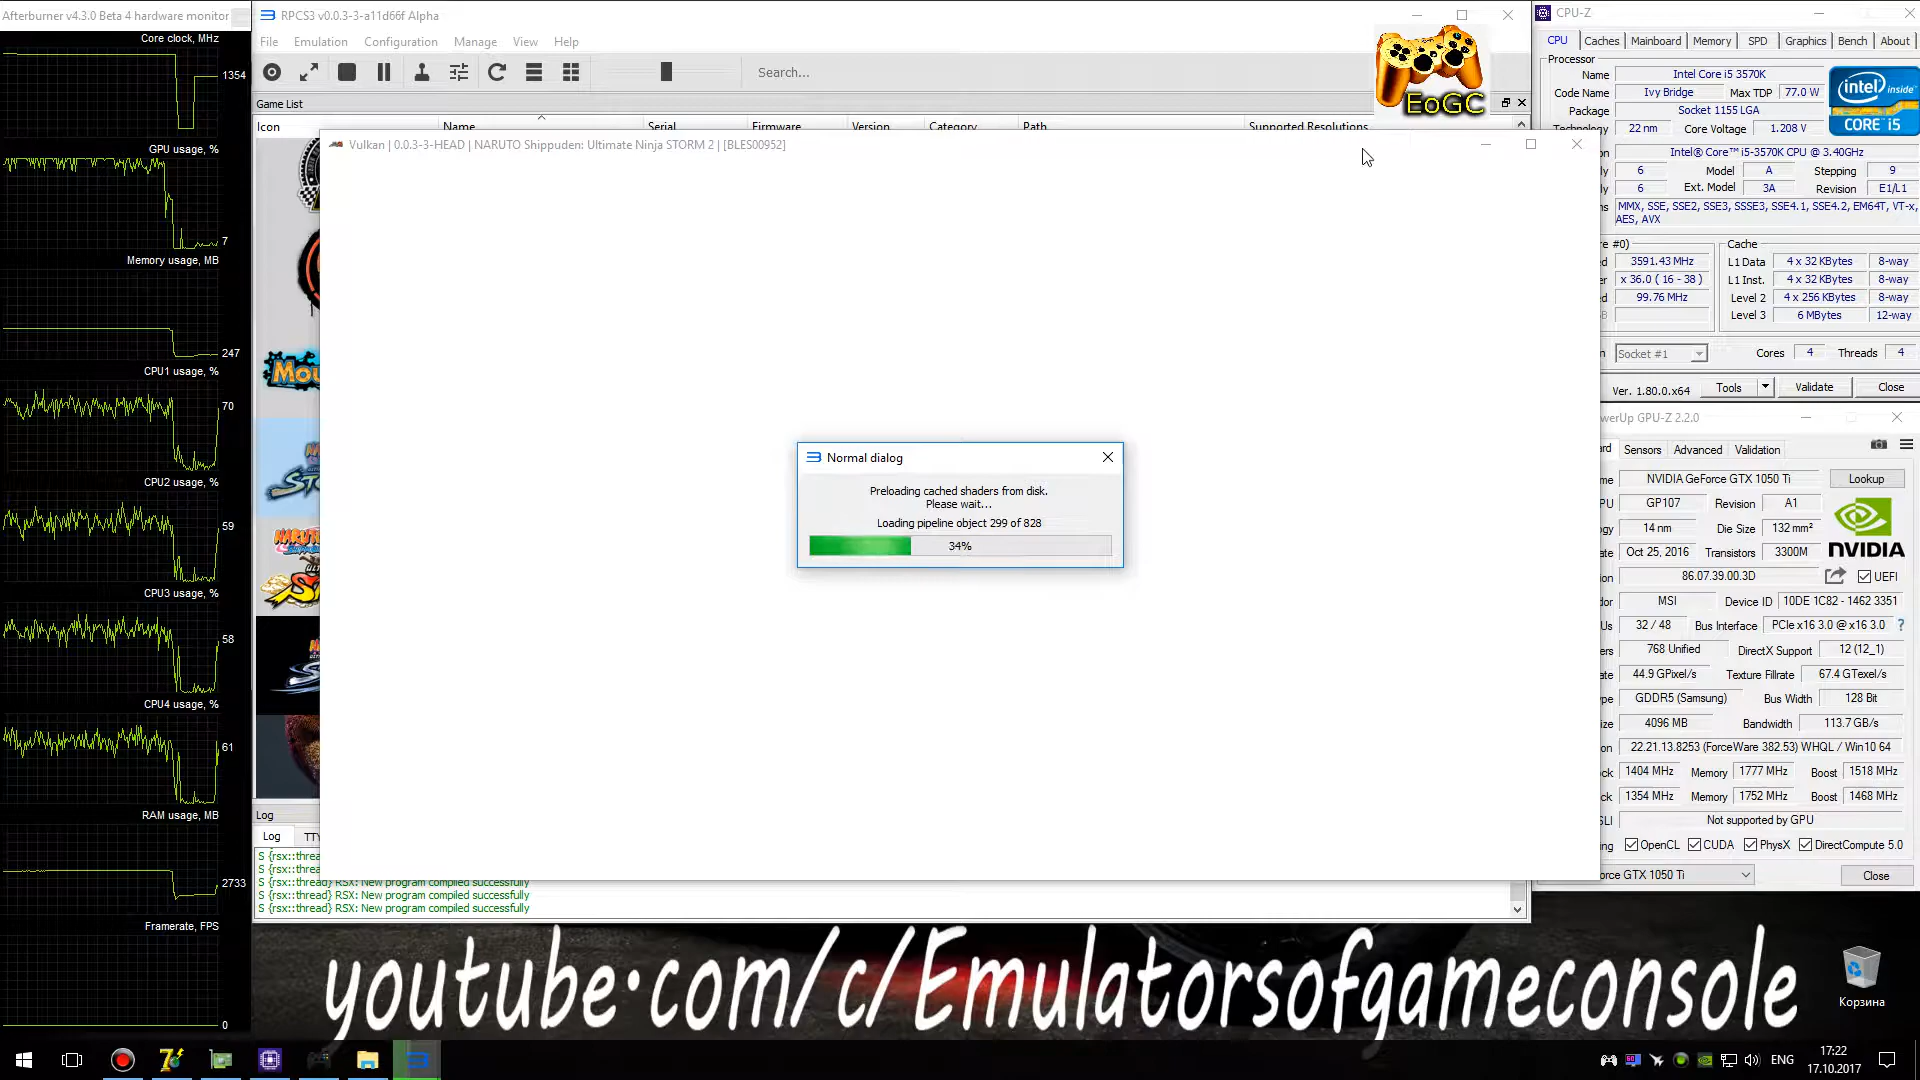 Afterburner v4.3.0 Beta 4 hardware monitor
Core clock, MHz
1354
GPU usage, %
7
Memory usage, MB
247
CPU1 usage, %
70
CPU2 usage, %
59
CPU3 usage, %
58
CPU4 usage, %
61
RAM usage, MB
2733
Framerate, FPS
0
RPCS3 v0.0.3-3-a11d66f Alpha
File Emulation Configuration Manage View Help
Search...
EoGC
Game List
Icon Name Serial Firmware Version Category Path Supported Resolutions
Vulkan | 0.0.3-3-HEAD | NARUTO Shippuden: Ultimate Ninja STORM 2 | [BLES00952]
Normal dialog
Preloading cached shaders from disk.
Please wait...
Loading pipeline object 299 of 828
34%
Log
Log TTY
S {rsx::threa
S {rsx::threa
S {rsx::thread} RSX: New program compiled successfully
S {rsx::thread} RSX: New program compiled successfully
CPU-Z
CPU Caches Mainboard Memory SPD Graphics Bench About
Processor
Name Intel Core i5 3570K
Code Name Ivy Bridge Max TDP 77.0 W
Package Socket 1155 LGA
Technology 22 nm Core Voltage 1.208 V
intel inside™
CORE i5
Intel® Core™ i5-3570K CPU @ 3.40GHz
6 Model A Stepping 9
6 Ext. Model 3A Revision E1/L1
MMX, SSE, SSE2, SSE3, SSSE3, SSE4.1, SSE4.2, EM64T, VT-x,
AES, AVX
#0) Cache
3591.43 MHz L1 Data 4 x 32 KBytes 8-way
x 36.0 ( 16 - 38 ) L1 Inst. 4 x 32 KBytes 8-way
99.76 MHz Level 2 4 x 256 KBytes 8-way
Level 3 6 MBytes 12-way
Socket #1 Cores 4 Threads 4
Ver. 1.80.0.x64 Tools Validate Close
werUp GPU-Z 2.2.0
Sensors Advanced Validation
NVIDIA GeForce GTX 1050 Ti Lookup
GP107 Revision A1
14 nm Die Size 132 mm²
Oct 25, 2016 Transistors 3300M
NVIDIA
86.07.39.00.3D UEFI
MSI Device ID 10DE 1C82 - 1462 3351
32 / 48 Bus Interface PCIe x16 3.0 @ x16 3.0 ?
768 Unified DirectX Support 12 (12_1)
44.9 GPixel/s Texture Fillrate 67.4 GTexel/s
GDDR5 (Samsung) Bus Width 128 Bit
4096 MB Bandwidth 113.7 GB/s
22.21.13.8253 (ForceWare 382.53) WHQL / Win10 64
1404 MHz Memory 1777 MHz Boost 1518 MHz
1354 MHz Memory 1752 MHz Boost 1468 MHz
SLI Not supported by GPU
OpenCL CUDA PhysX DirectCompute 5.0
orce GTX 1050 Ti Close
youtube.com/c/Emulatorsofgameconsole
Корзина
ENG
17:22
17.10.2017